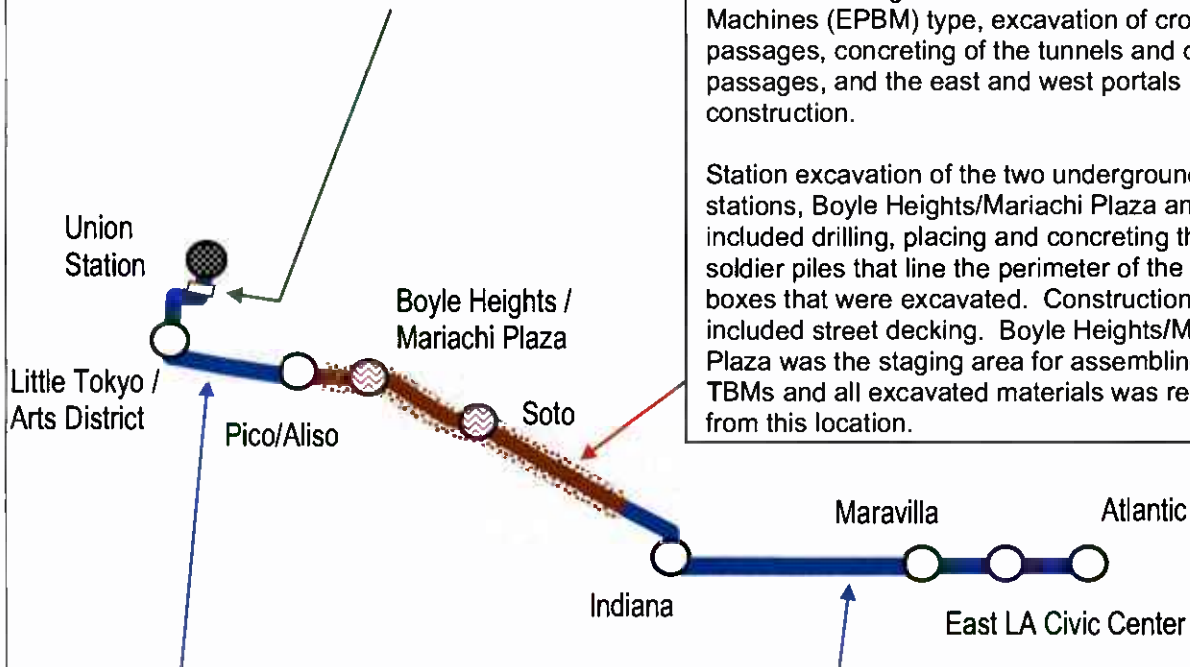 Machines (EPBM) type, excavation of cro
passages, concreting of the tunnels and c
passages, and the east and west portals
construction.
Station excavation of the two undergroun
stations, Boyle Heights/Mariachi Plaza an
included drilling, placing and concreting th
soldier piles that line the perimeter of the
boxes that were excavated. Construction
included street decking. Boyle Heights/M
Plaza was the staging area for assemblin
TBMs and all excavated materials was re
from this location.
Union
Station
Boyle Heights /
Mariachi Plaza
Little Tokyo /
Arts District
Pico/Aliso
Soto
Maravilla
Atlantic
Indiana
East LA Civic Center